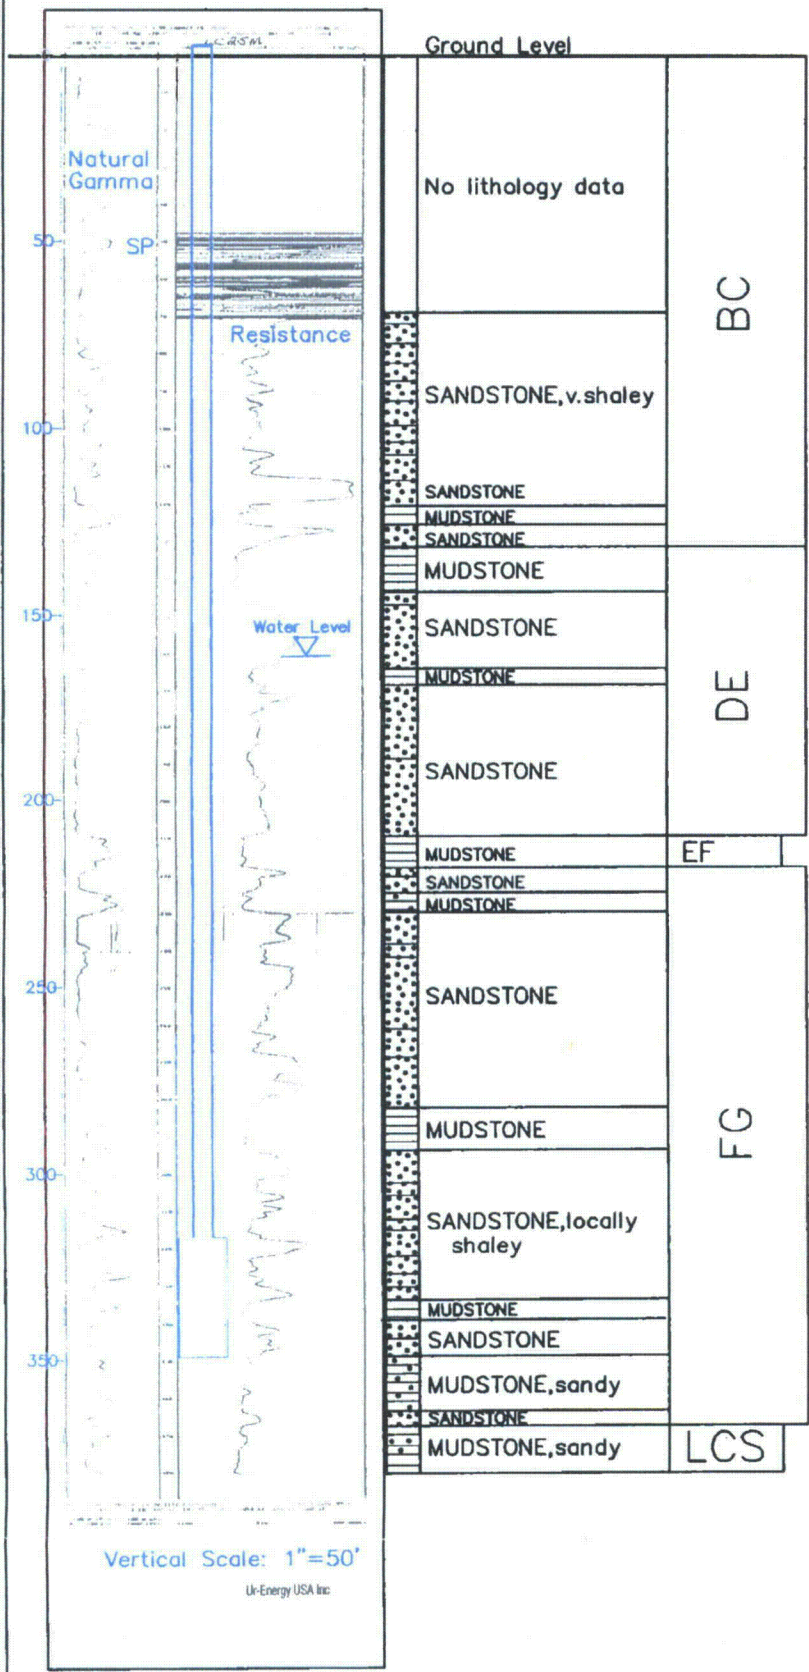 LC25M
Ground Level
Natural
Gamma
No lithology data
50
SP
BC
Resistance
SANDSTONE,v.shaley
100
SANDSTONE
MUDSTONE
SANDSTONE
MUDSTONE
150
Water Level
SANDSTONE
MUDSTONE
DE
SANDSTONE
200
MUDSTONE
EF
SANDSTONE
MUDSTONE
250
SANDSTONE
MUDSTONE
FG
300
SANDSTONE,locally
shaley
MUDSTONE
SANDSTONE
350
MUDSTONE,sandy
SANDSTONE
MUDSTONE,sandy
LCS
Vertical Scale: 1"=50'
Ur-Energy USA Inc